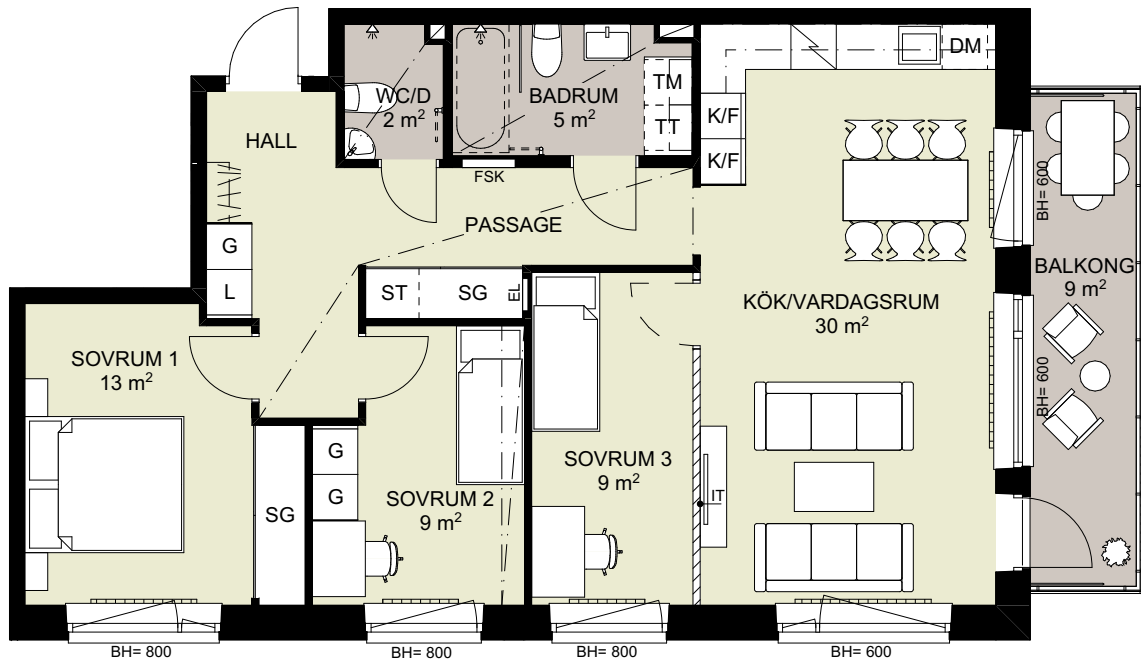 DM
WC/D
2 m²
BADRUM
5 m²
TM
TT
K/F
K/F
HALL
FSK
PASSAGE
G
L
ST
SG
EL
BH= 600
BALKONG
9 m²
KÖK/VARDAGSRUM
30 m²
SOVRUM 1
13 m²
BH= 600
G
G
SG
SOVRUM 2
9 m²
SOVRUM 3
9 m²
IT
BH= 800
BH= 800
BH= 800
BH= 600